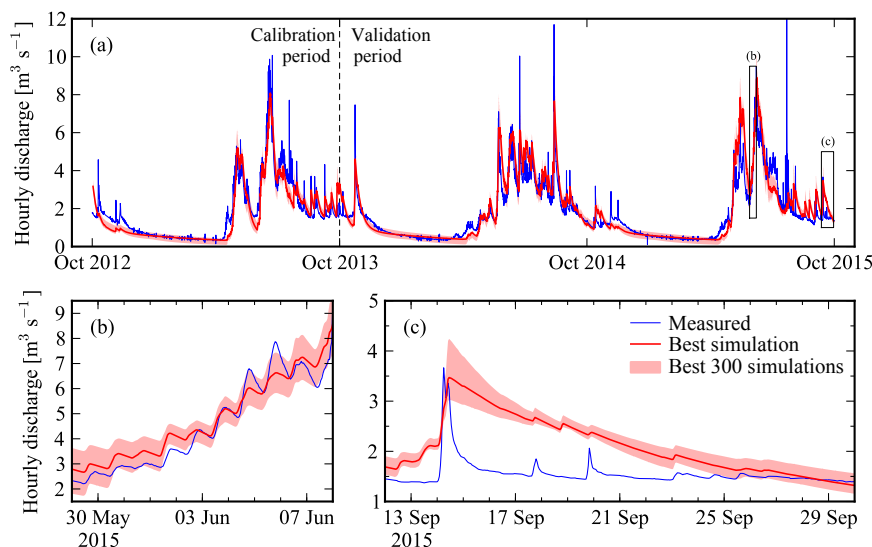 (a)
Calibration period
Validation period
Hourly discharge [m³ s⁻¹]
12
10
8
6
4
2
0
(b)
(c)
Oct 2012
Oct 2013
Oct 2014
Oct 2015
(b)
Hourly discharge [m³ s⁻¹]
9
8
7
6
5
4
3
2
30 May
2015
03 Jun
07 Jun
(c)
5
4
3
2
1
Measured
Best simulation
Best 300 simulations
13 Sep
2015
17 Sep
21 Sep
25 Sep
29 Sep